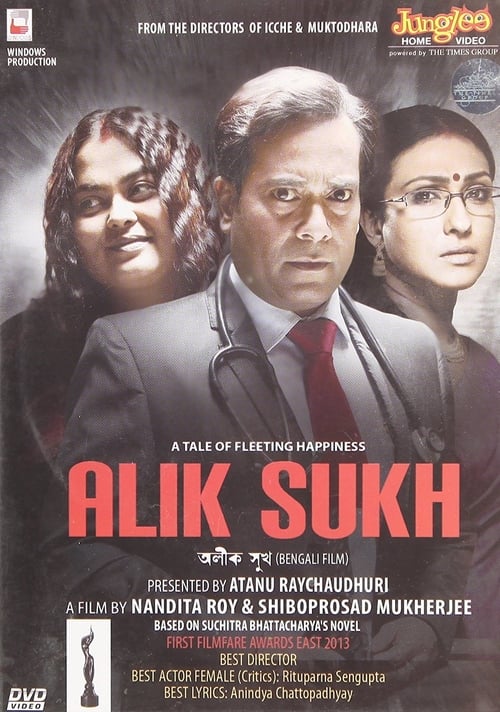 WINDOWS
PRODUCTION
FROM THE DIRECTORS OF ICCHE & MUKTODHARA
Junglee
HOME VIDEO
powered by THE TIMES GROUP
A TALE OF FLEETING HAPPINESS
ALIK SUKH
অলীক সুখ (BENGALI FILM)
PRESENTED BY ATANU RAYCHAUDHURI
A FILM BY NANDITA ROY & SHIBOPROSAD MUKHERJEE
BASED ON SUCHITRA BHATTACHARYA'S NOVEL
FIRST FILMFARE AWARDS EAST 2013
BEST DIRECTOR
BEST ACTOR FEMALE (Critics): Rituparna Sengupta
BEST LYRICS: Anindya Chattopadhyay
DVD
VIDEO